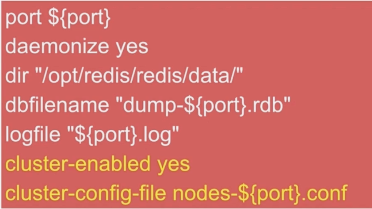 port ${port}
daemonize yes
dir "/opt/redis/redis/data/"
dbfilename "dump-${port}.rdb"
logfile "${port}.log"
cluster-enabled yes
cluster-config-file nodes-${port}.conf